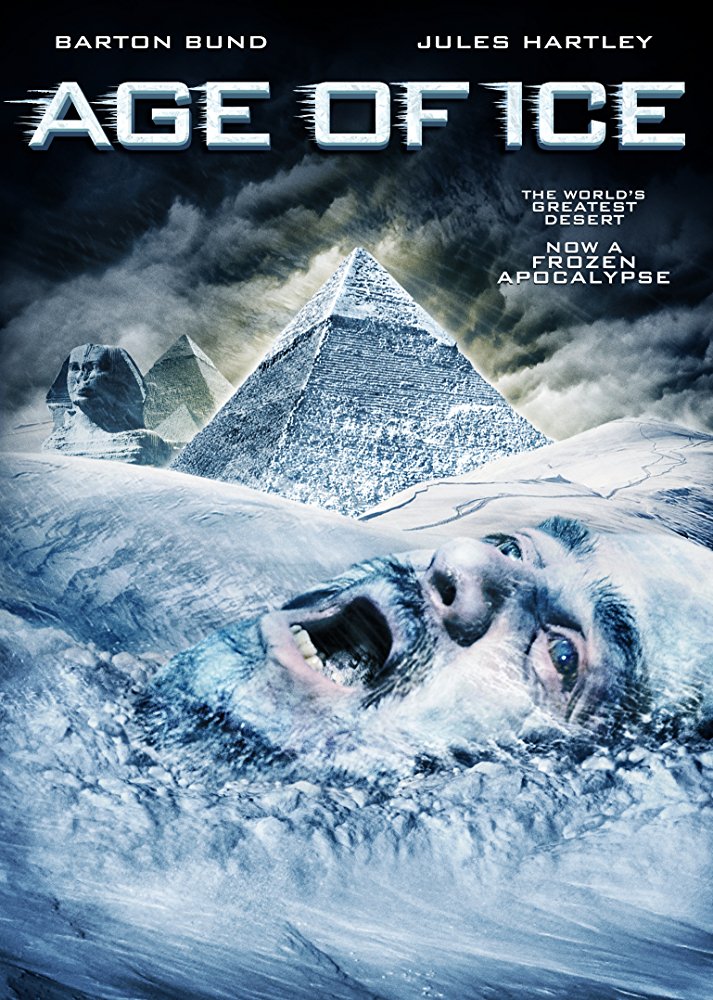 BARTON BUND JULES HARTLEY
AGE OF ICE
THE WORLD'S
GREATEST
DESERT
NOW A
FROZEN
APOCALYPSE